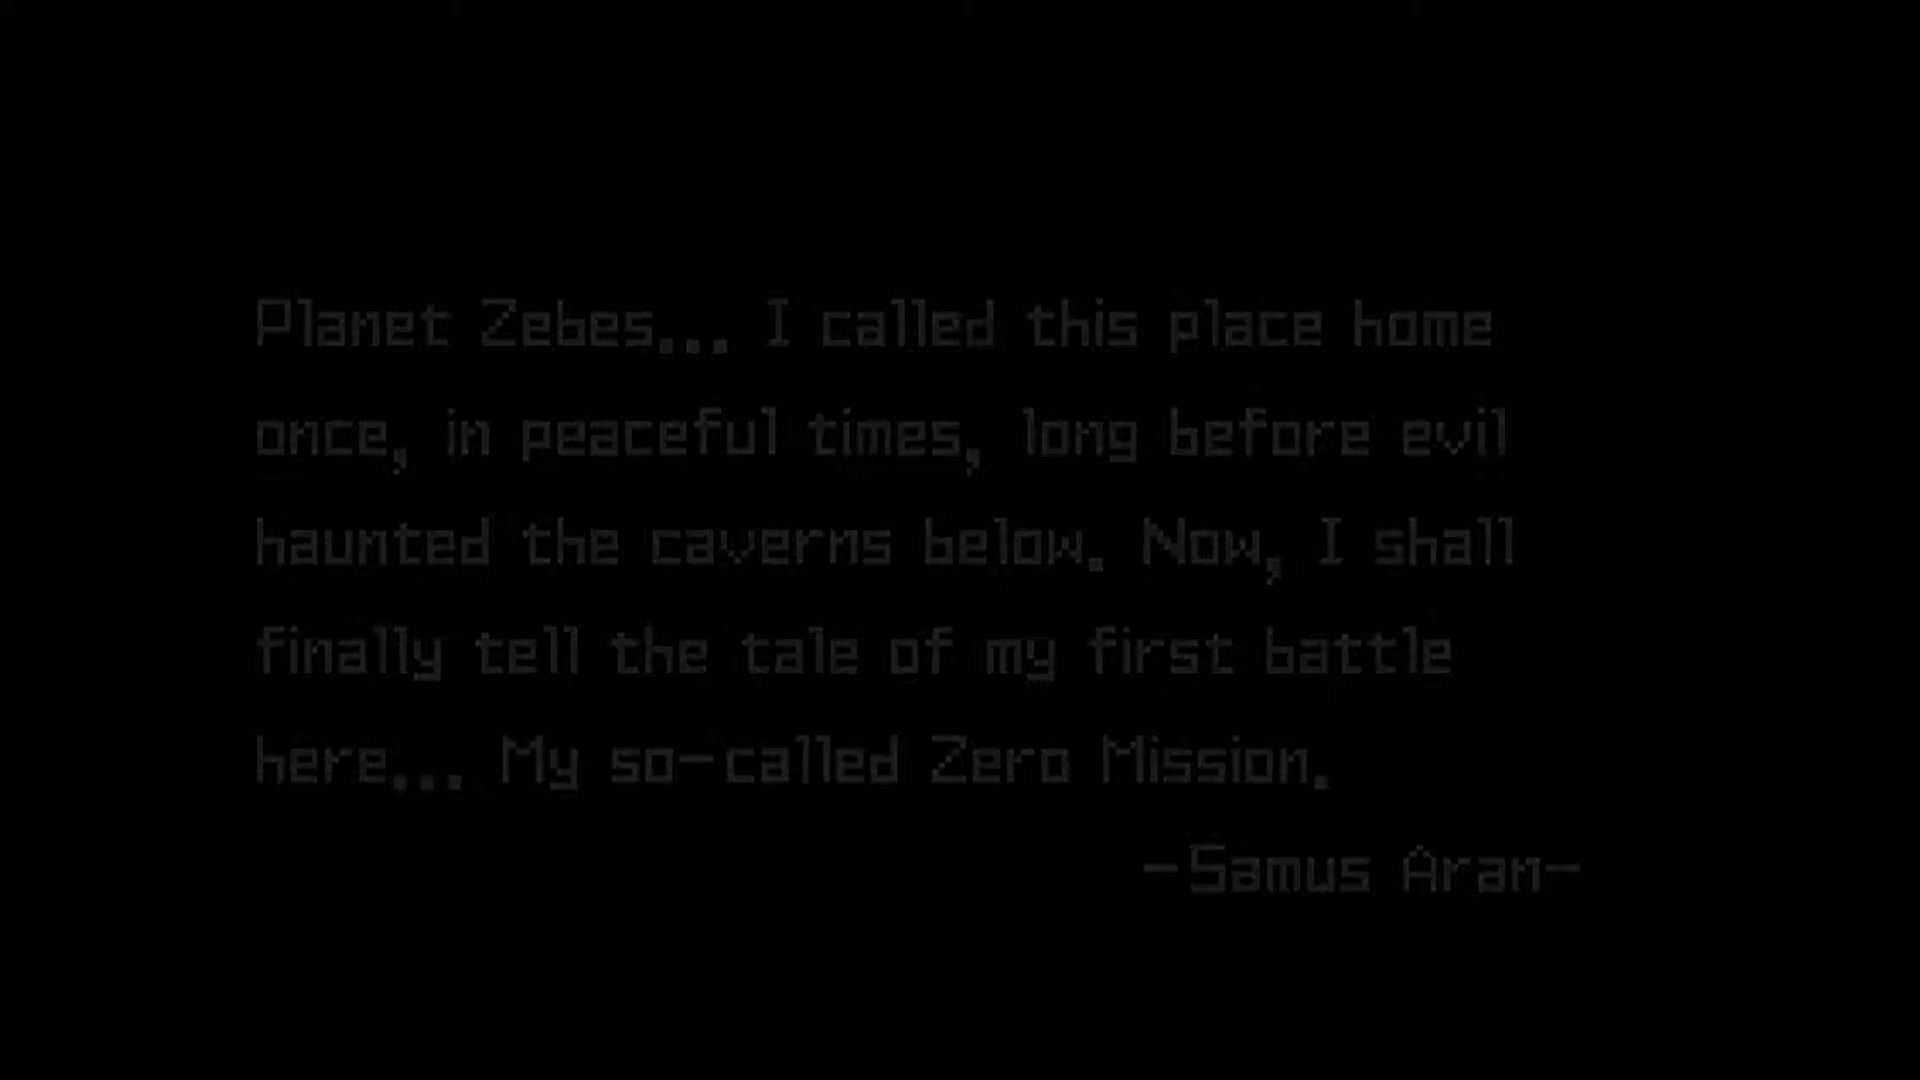 Planet Zebes... I called this place home
once, in peaceful times, long before evil
haunted the caverns below. Now, I shall
finally tell the tale of my first battle
here... My so-called Zero Mission.
-Samus Aran-